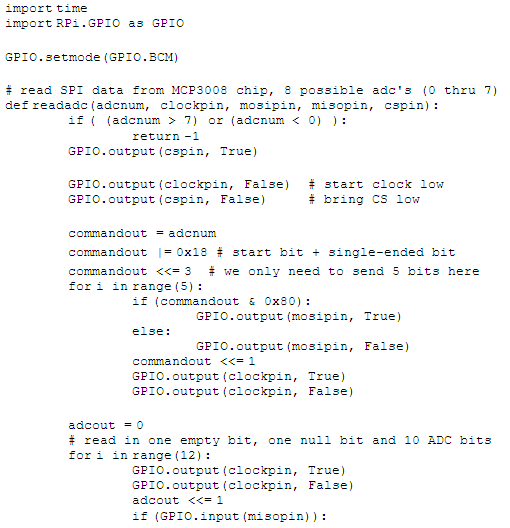 import time
import RPi.GPIO as GPIO
GPIO.setmode(GPIO.BCM)
# read SPI data from MCP3008 chip, 8 possible adc's (0 thru 7)
def readadc(adcnum, clockpin, mosipin, misopin, cspin):
if ( (adcnum > 7) or (adcnum < 0) ):
return -1
GPIO.output(cspin, True)
GPIO.output(clockpin, False) # start clock low
GPIO.output(cspin, False) # bring CS low
commandout = adcnum
commandout |= 0x18 # start bit + single-ended bit
commandout <<= 3 # we only need to send 5 bits here
for i in range(5):
if (commandout & 0x80):
GPIO.output(mosipin, True)
else:
GPIO.output(mosipin, False)
commandout <<= 1
GPIO.output(clockpin, True)
GPIO.output(clockpin, False)
adcout = 0
# read in one empty bit, one null bit and 10 ADC bits
for i in range(12):
GPIO.output(clockpin, True)
GPIO.output(clockpin, False)
adcout <<= 1
if (GPIO.input(misopin)):